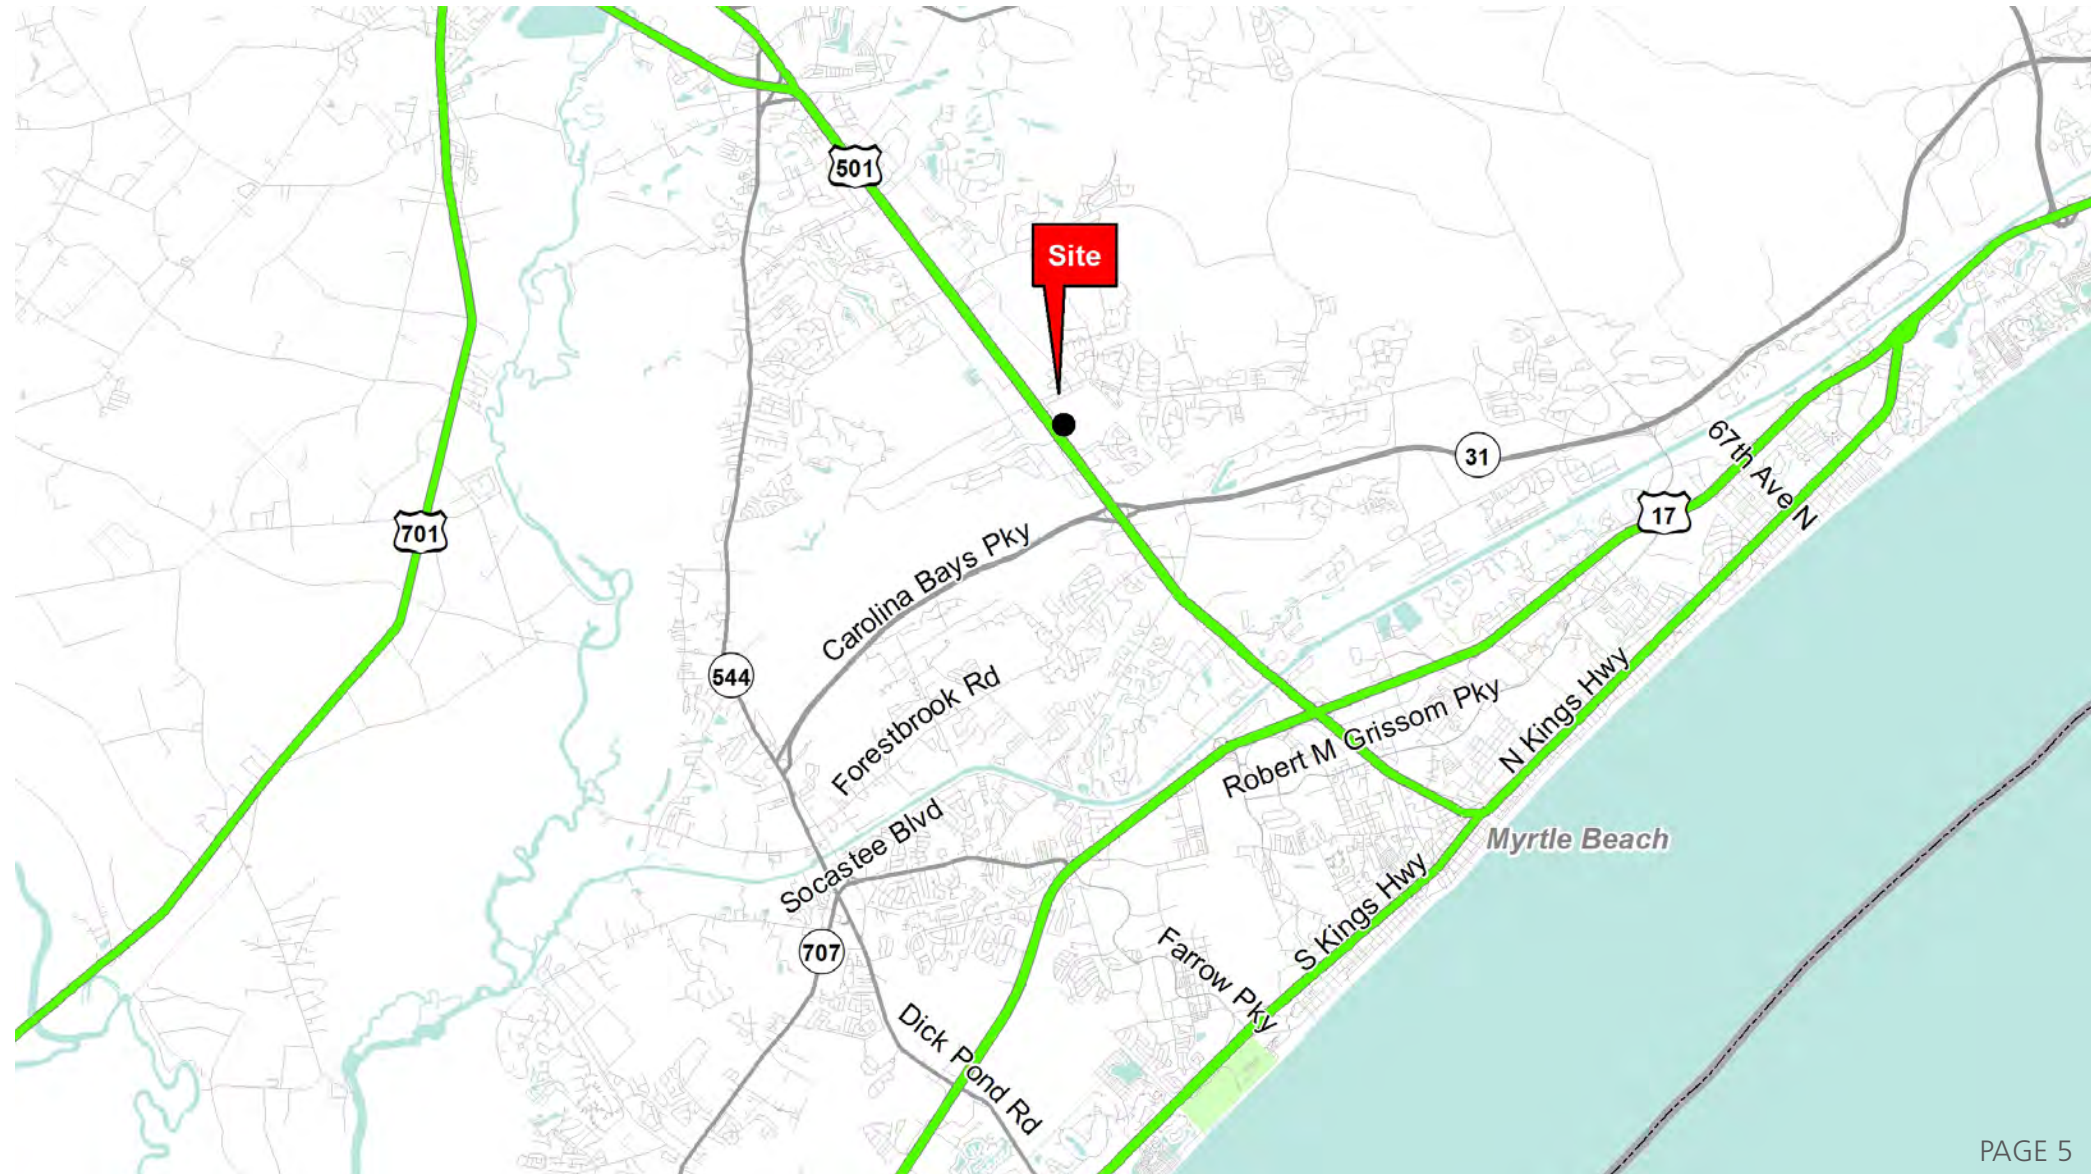 501
Site
31
67th Ave N
17
701
Carolina Bays Pky
544
Forestbrook Rd
N Kings Hwy
Robert M Grissom Pky
Myrtle Beach
Socastee Blvd
S Kings Hwy
707
Farrow Pky
Dick Pond Rd
PAGE 5